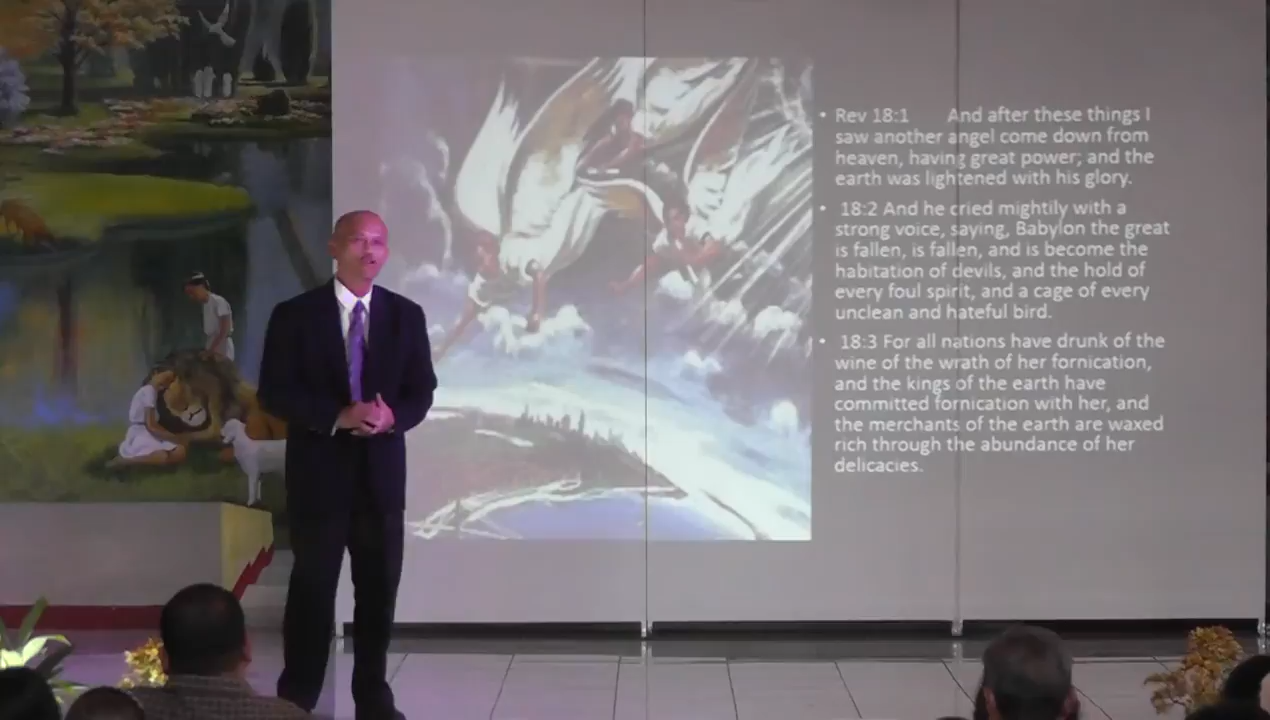 • Rev 18:1 And after these things I
saw another angel come down from
heaven, having great power; and the
earth was lightened with his glory.
• 18:2 And he cried mightily with a
strong voice, saying, Babylon the great
is fallen, is fallen, and is become the
habitation of devils, and the hold of
every foul spirit, and a cage of every
unclean and hateful bird.
• 18:3 For all nations have drunk of the
wine of the wrath of her fornication,
and the kings of the earth have
committed fornication with her, and
the merchants of the earth are waxed
rich through the abundance of her
delicacies.